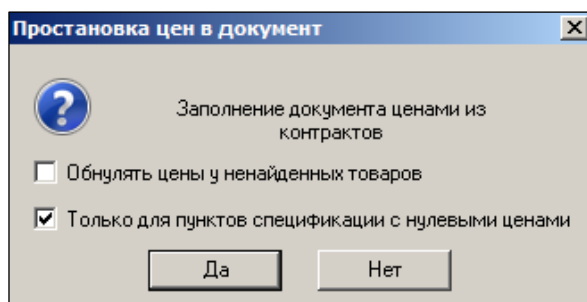 Простановка цен в документ
Заполнение документа ценами из
контрактов
Обнулять цены у ненайденных товаров
Только для пунктов спецификации с нулевыми ценами
Да
Нет